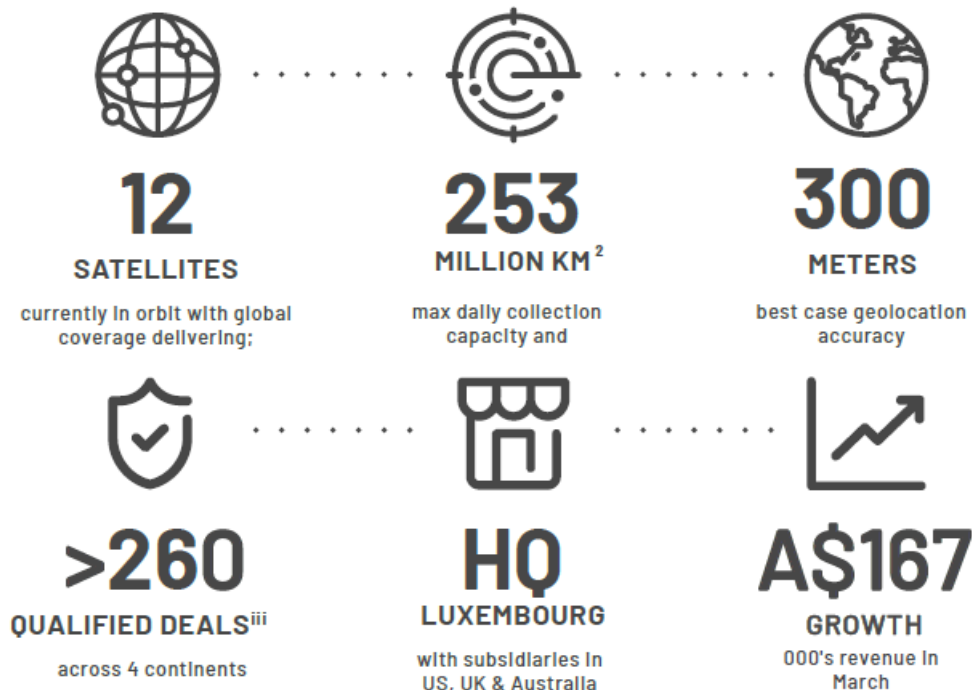 12
SATELLITES
currently in orbit with global
coverage delivering;
253
MILLION KM²
max daily collection
capacity and
300
METERS
best case geolocation
accuracy
>260
QUALIFIED DEALSⁱⁱⁱ
across 4 continents
HQ
LUXEMBOURG
with subsidiaries in
US, UK & Australia
A$167
GROWTH
000's revenue in
March